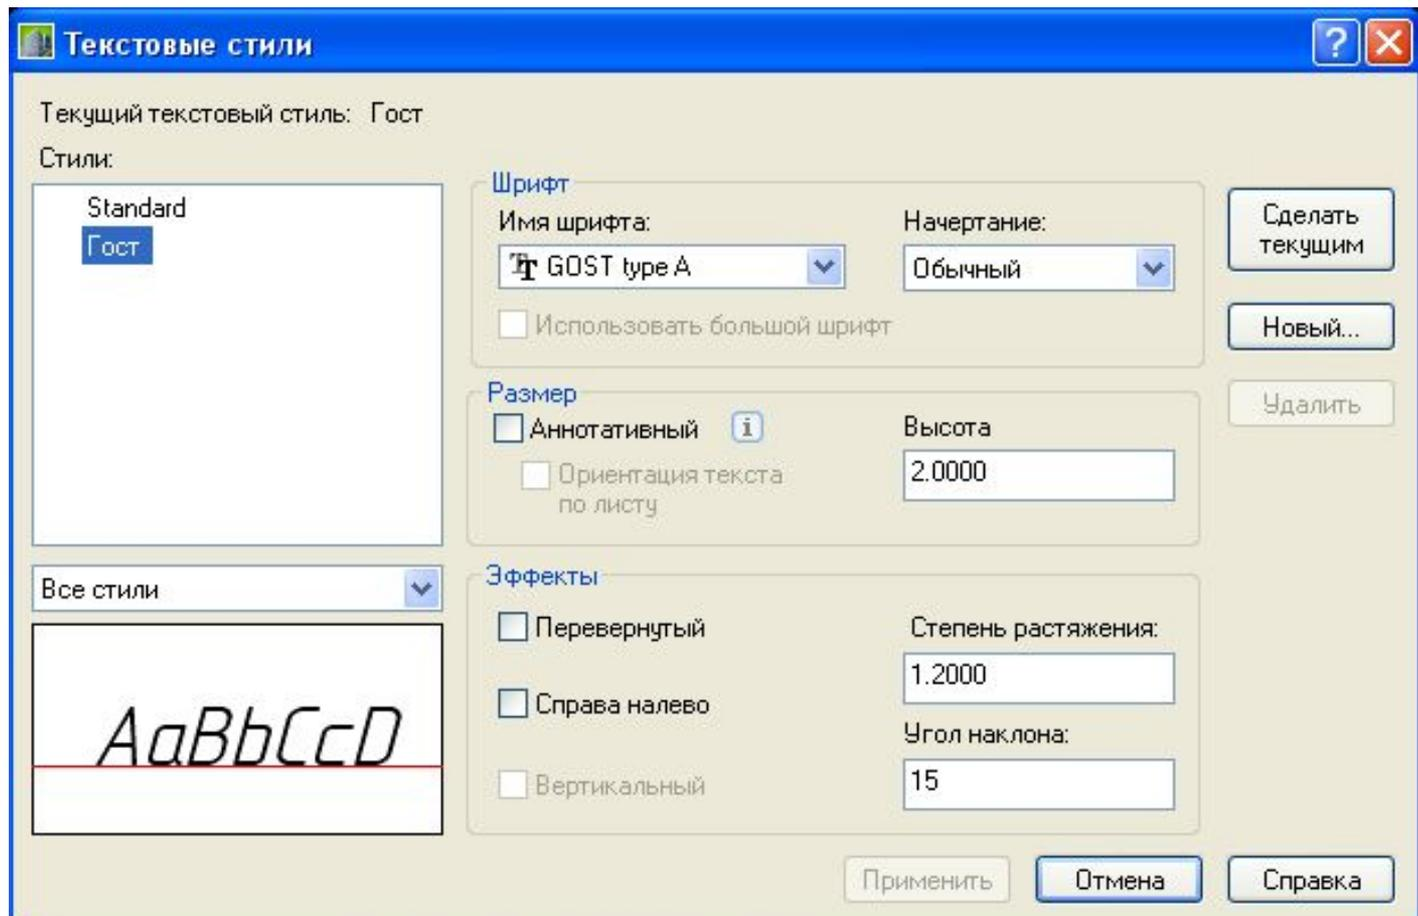 Текстовые стили
Текущий текстовый стиль: Гост
Стили:
Standard
Гост
Все стили
AaBbCcD
Шрифт
Имя шрифта:
GOST type A
Начертание:
Обычный
Использовать большой шрифт
Размер
Аннотативный
Ориентация текста
по листу
Высота
2.0000
Эффекты
Перевернутый
Справа налево
Вертикальный
Степень растяжения:
1.2000
Угол наклона:
15
Сделать
текущим
Новый...
Удалить
Применить
Отмена
Справка